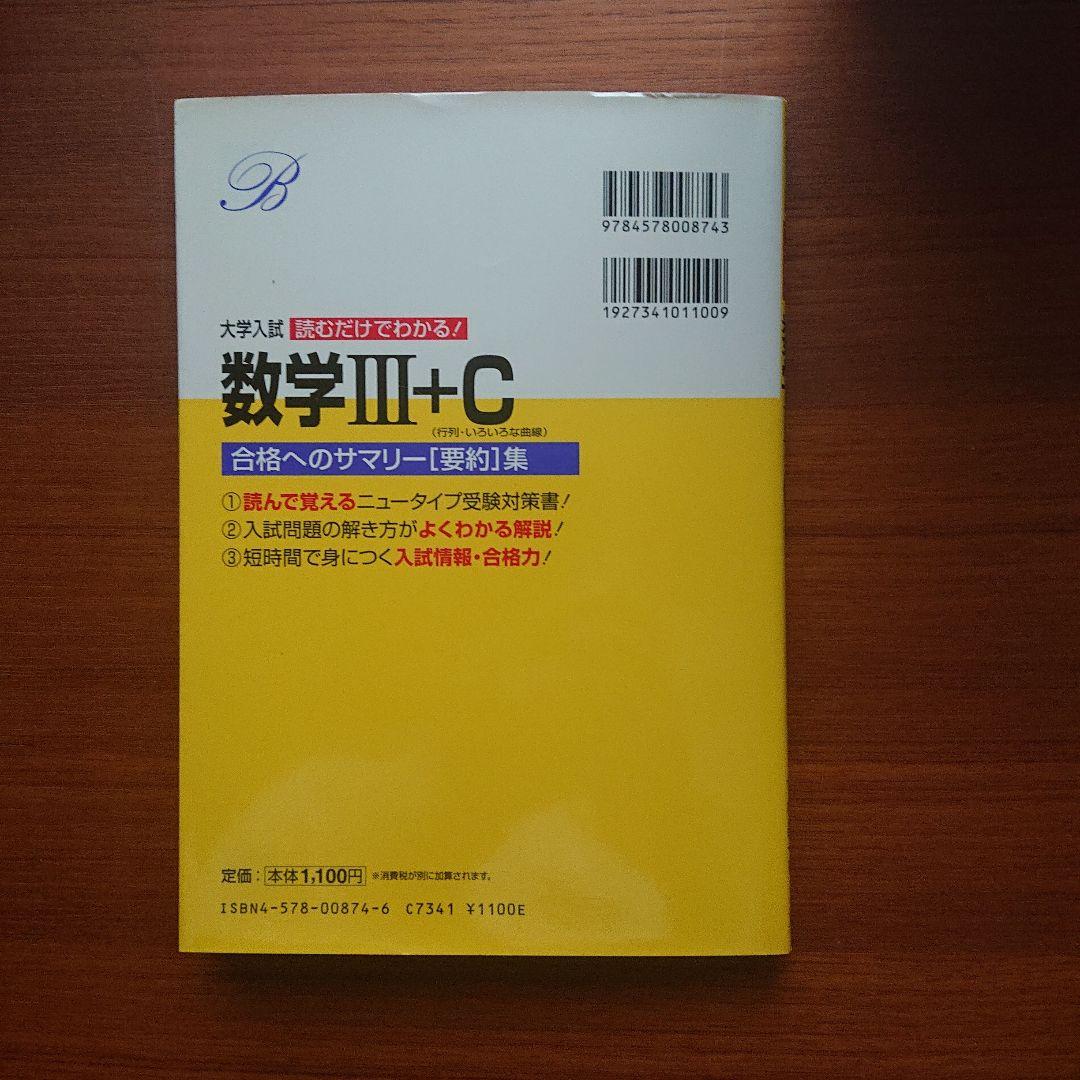 B
9784578008743
1927341011009
大学入試 読むだけでわかる!
数学III+C
(行列・いろいろな曲線)
合格へのサマリー[要約]集
①読んで覚えるニュータイプ受験対策書!
②入試問題の解き方がよくわかる解説!
③短時間で身につく入試情報・合格力!
定価:本体1,100円 ※消費税が別に加算されます。
ISBN4-578-00874-6 C7341 ¥1100E